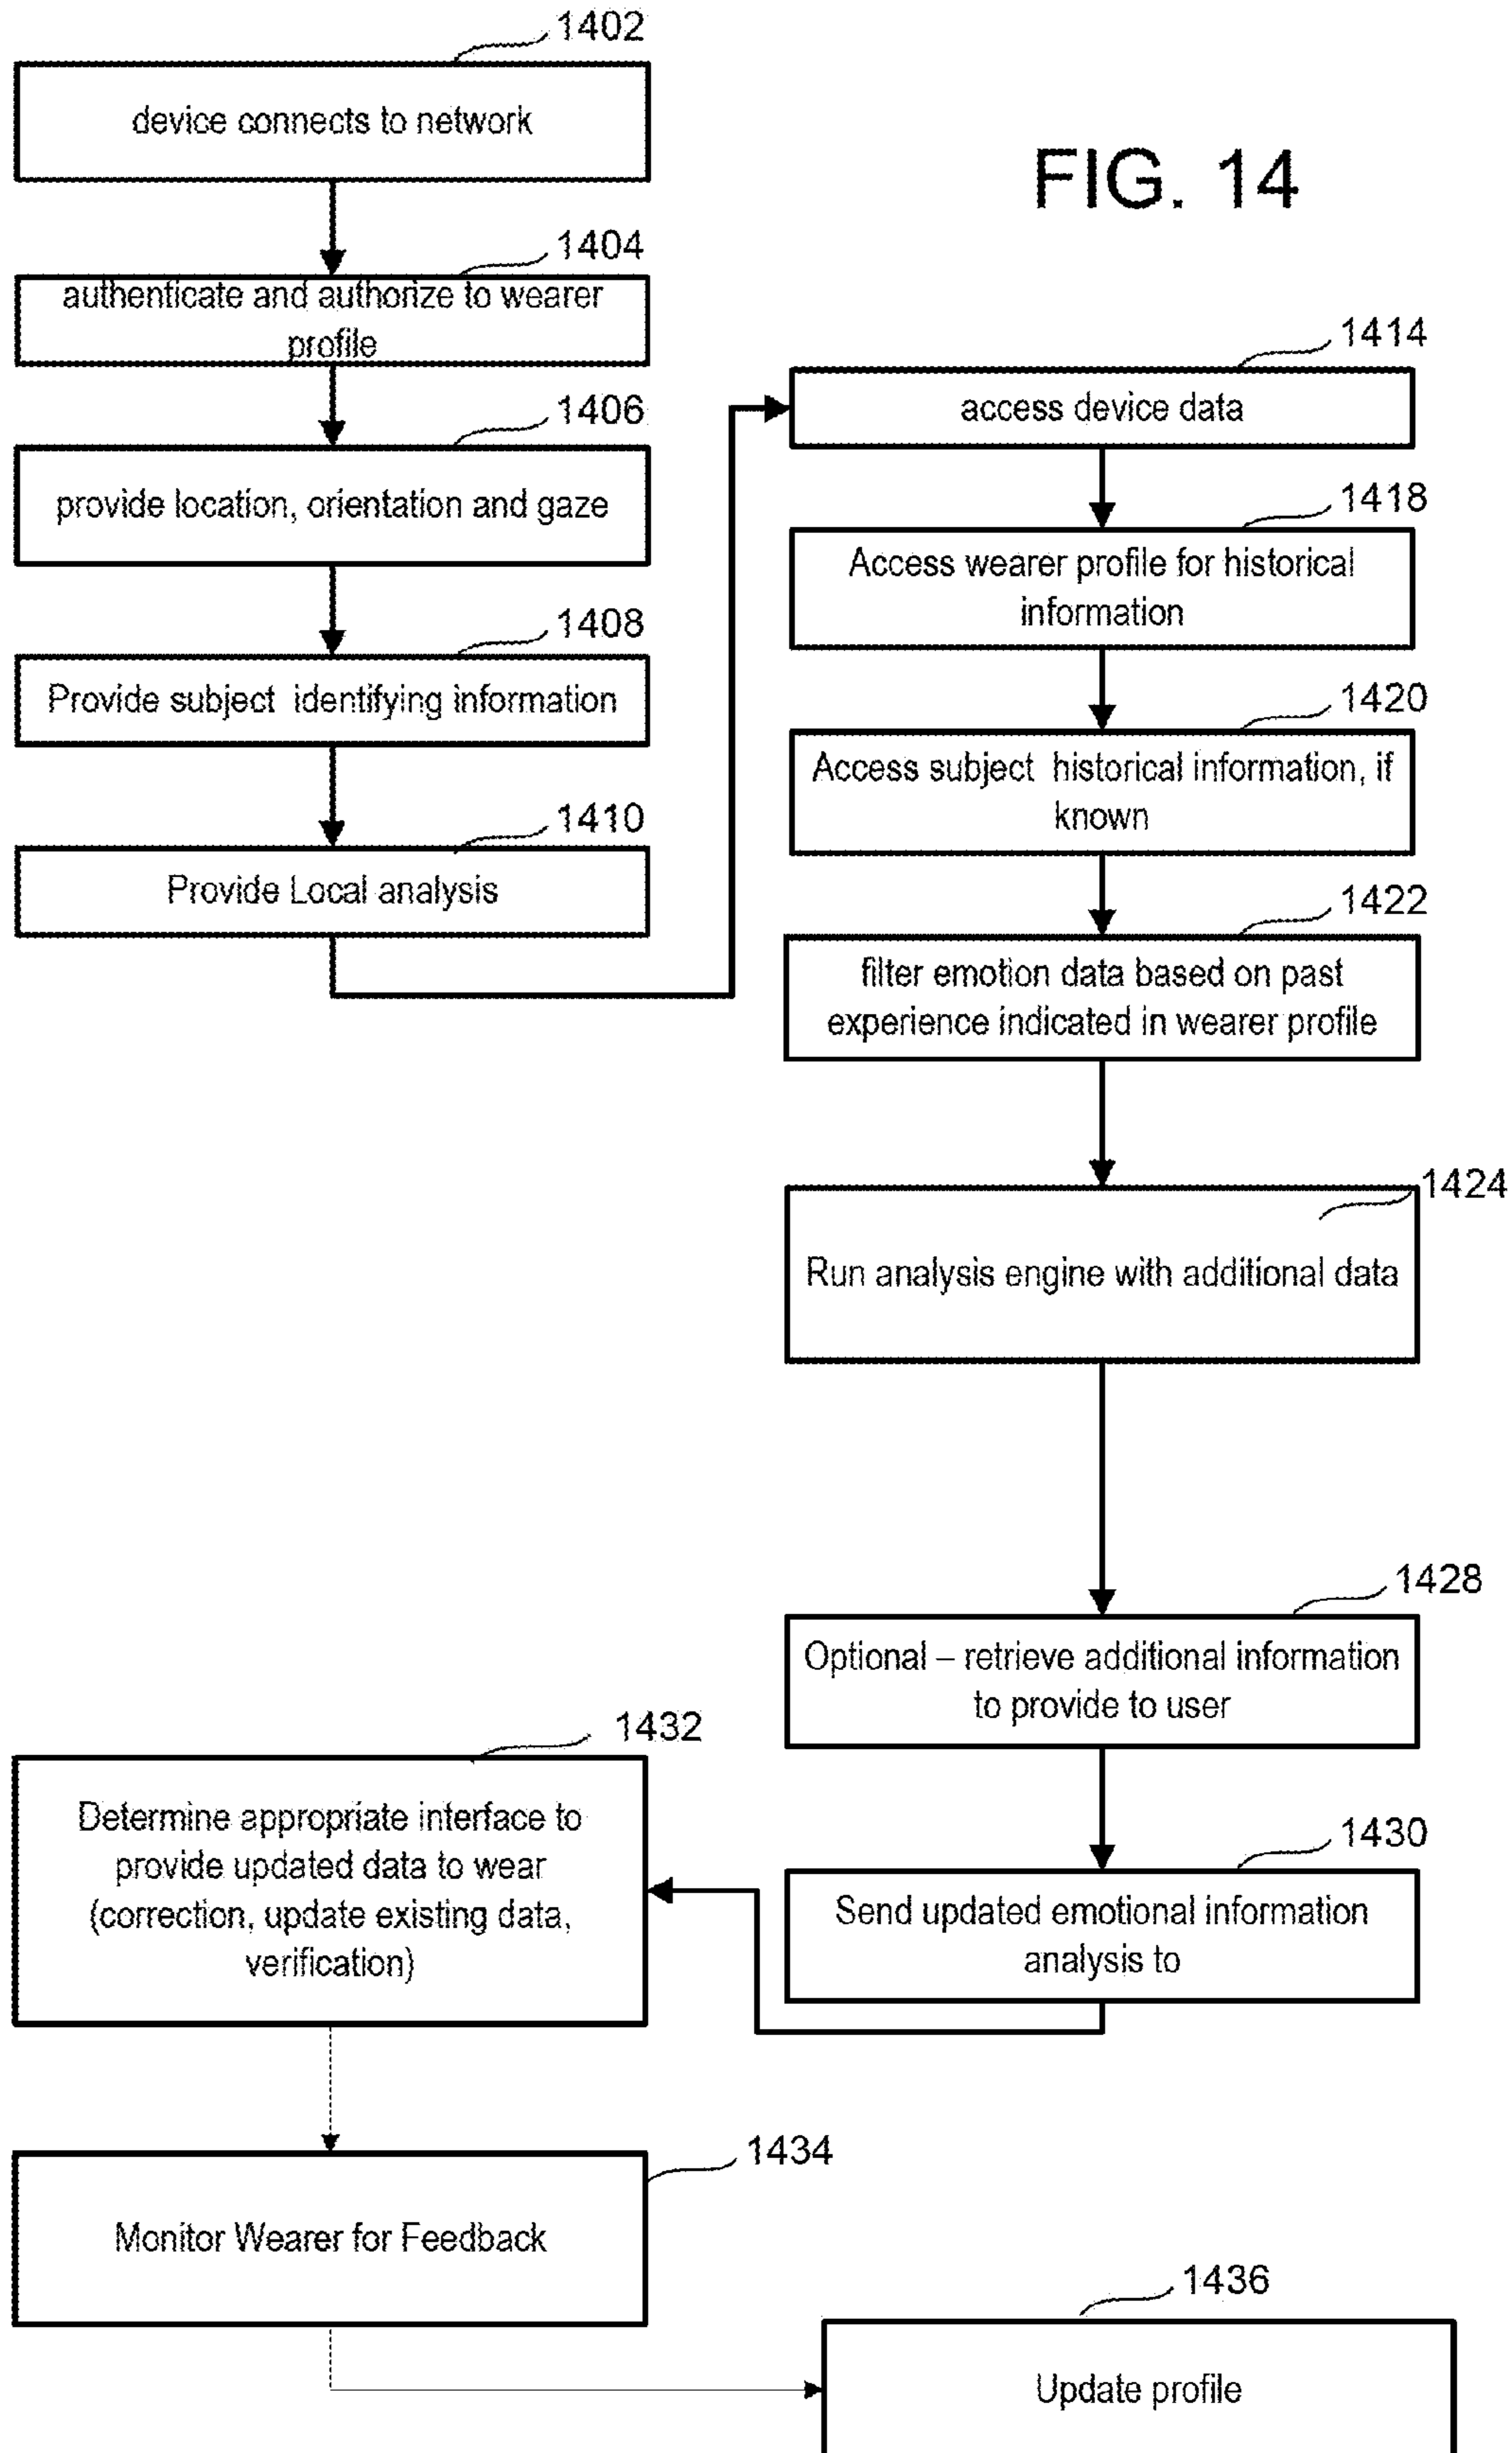 1402
device connects to network
FIG. 14
1404
authenticate and authorize to wearer
profile
1406
provide location, orientation and gaze
1408
Provide subject identifying information
1410
Provide Local analysis
1414
access device data
1418
Access wearer profile for historical
information
1420
Access subject historical information, if
known
1422
filter emotion data based on past
experience indicated in wearer profile
1424
Run analysis engine with additional data
1428
Optional – retrieve additional information
to provide to user
1430
Send updated emotional information
analysis to
1432
Determine appropriate interface to
provide updated data to wear
(correction, update existing data,
verification)
1434
Monitor Wearer for Feedback
1436
Update profile